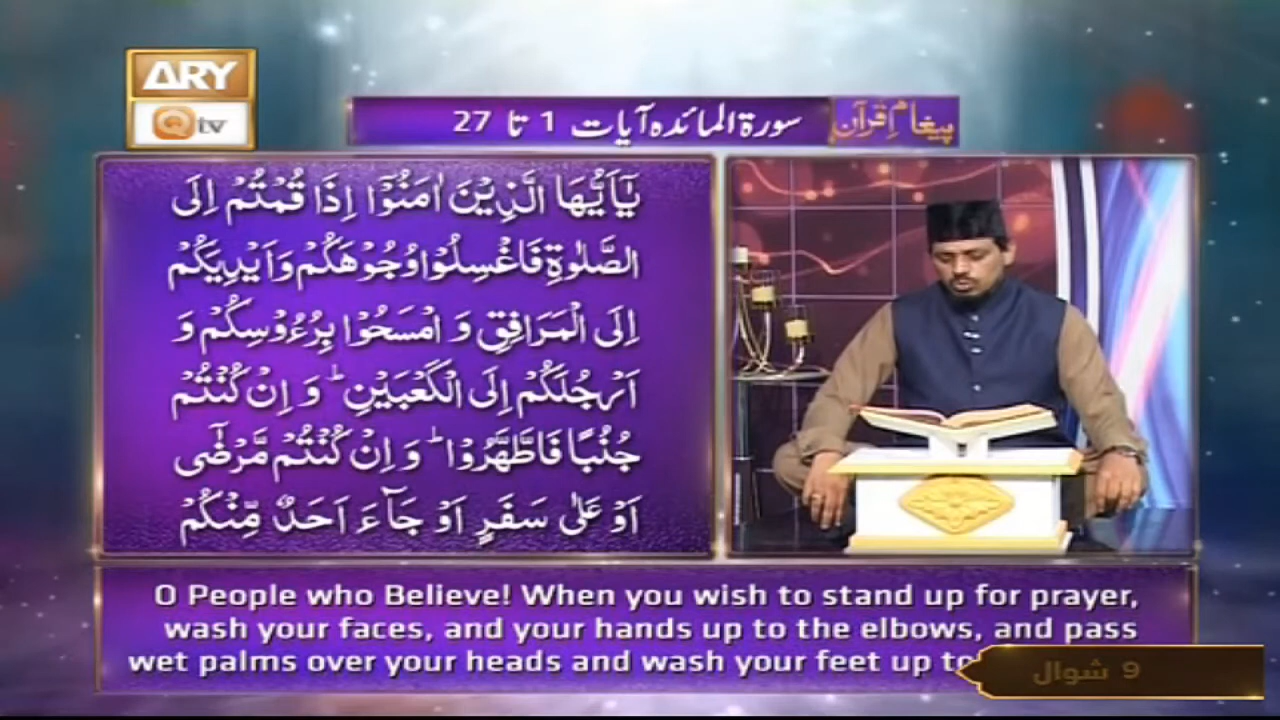 ARY
Qtv
پیغامِ قرآن
سورۃ المائدہ آیات 1 تا 27
يٰۤاَيُّهَا الَّذِيْنَ اٰمَنُوْۤا اِذَا قُمْتُمْ اِلَى
الصَّلٰوةِ فَاغْسِلُوْا وُجُوْهَكُمْ وَاَيْدِيَكُمْ
اِلَى الْمَرَافِقِ وَ امْسَحُوْا بِرُءُوْسِكُمْ وَ
اَرْجُلَكُمْ اِلَى الْكَعْبَيْنِ ؕ وَ اِنْ كُنْتُمْ
جُنُبًا فَاطَّهَّرُوْا ؕ وَ اِنْ كُنْتُمْ مَّرْضٰۤى
اَوْ عَلٰى سَفَرٍ اَوْ جَآءَ اَحَدٌ مِّنْكُمْ
O People who Believe! When you wish to stand up for prayer,
wash your faces, and your hands up to the elbows, and pass
wet palms over your heads and wash your feet up to
9 شوال